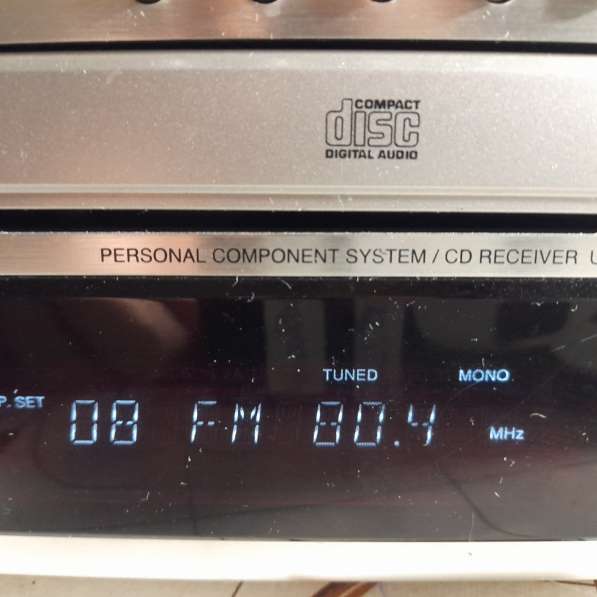 COMPACT
disc
DIGITAL AUDIO
PERSONAL COMPONENT SYSTEM / CD RECEIVER U
TUNED MONO
P. SET 08 FM 80.4 MHz